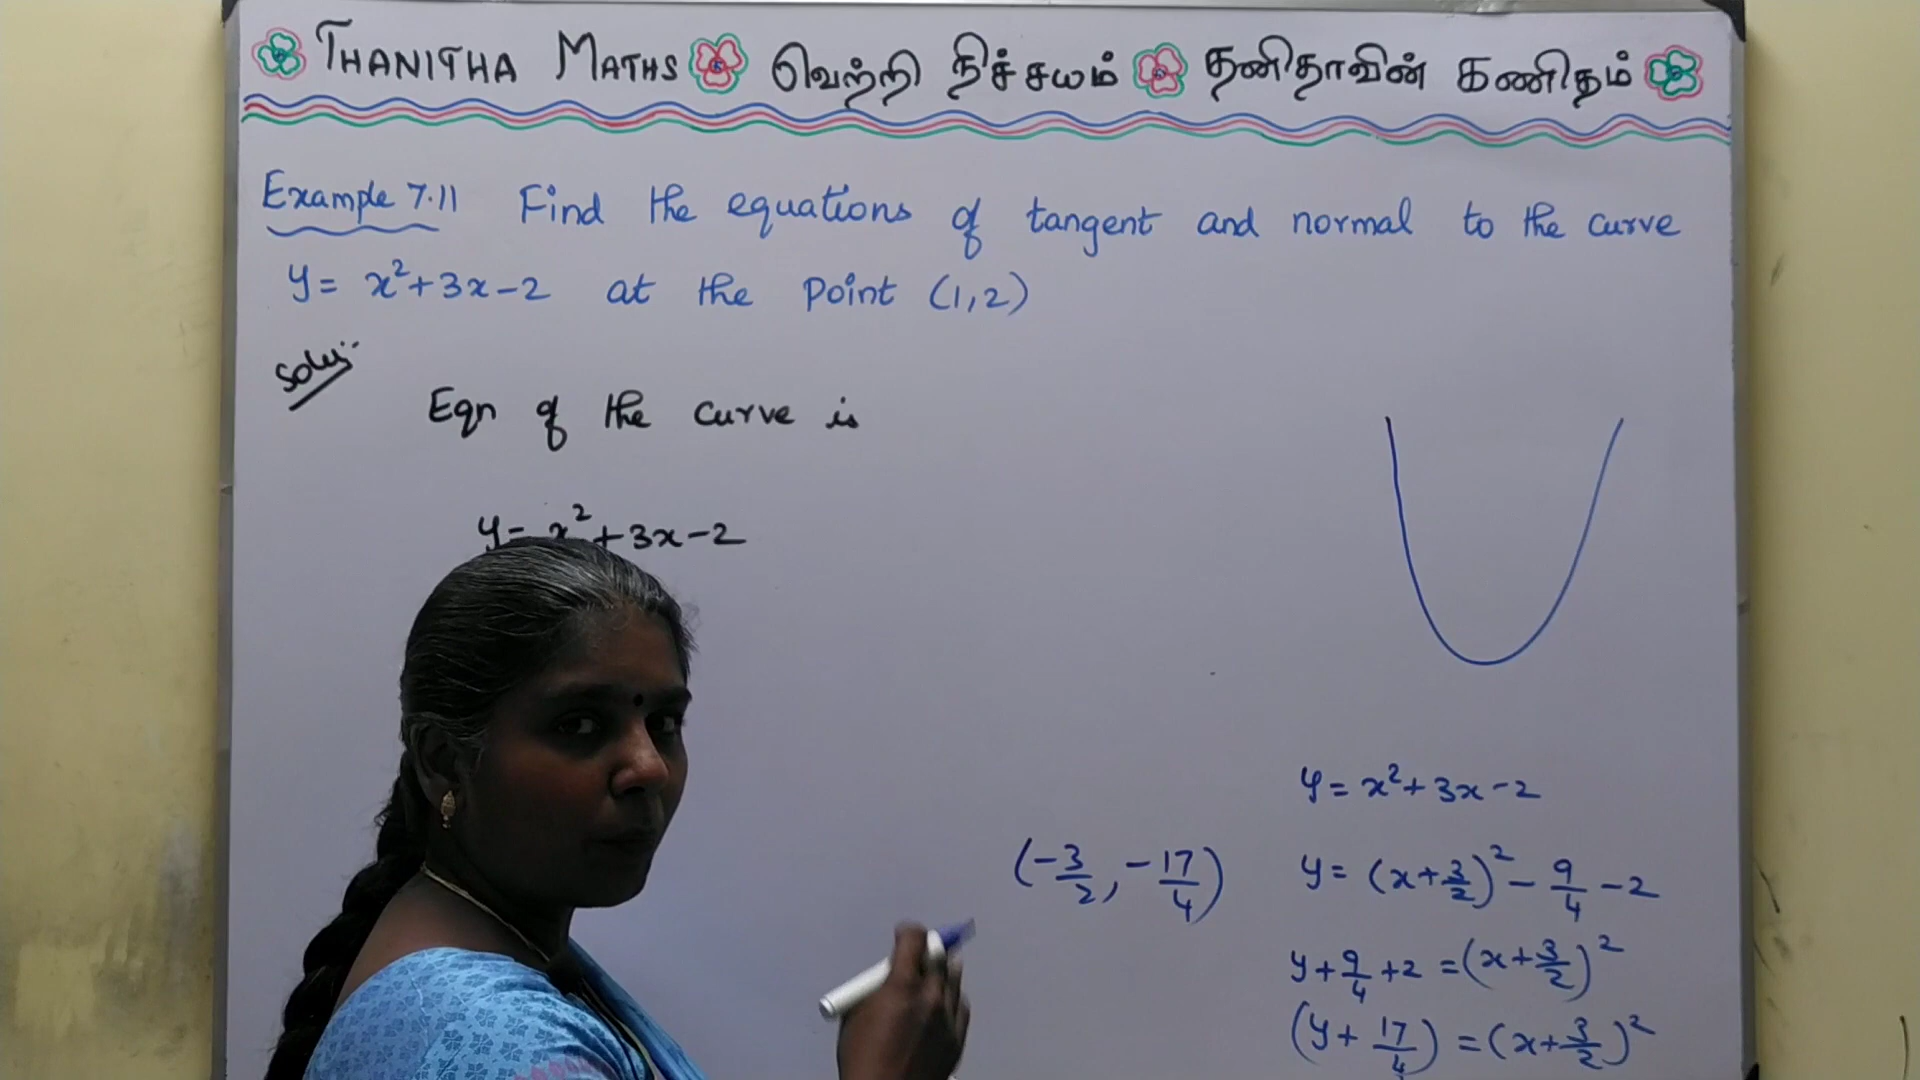 THANITHA MATHS வெற்றி நிச்சயம் தனிதாவின் கணிதம்
Example 7.11 Find the equations of tangent and normal to the curve
y = x²+3x-2 at the point (1,2)
Soln:
Eqn of the curve is
y = x²+3x-2
y = x²+3x-2
(-3/2, -17/4)
y = (x+3/2)² - 9/4 - 2
y + 9/4 + 2 = (x+3/2)²
(y + 17/4) = (x+3/2)²